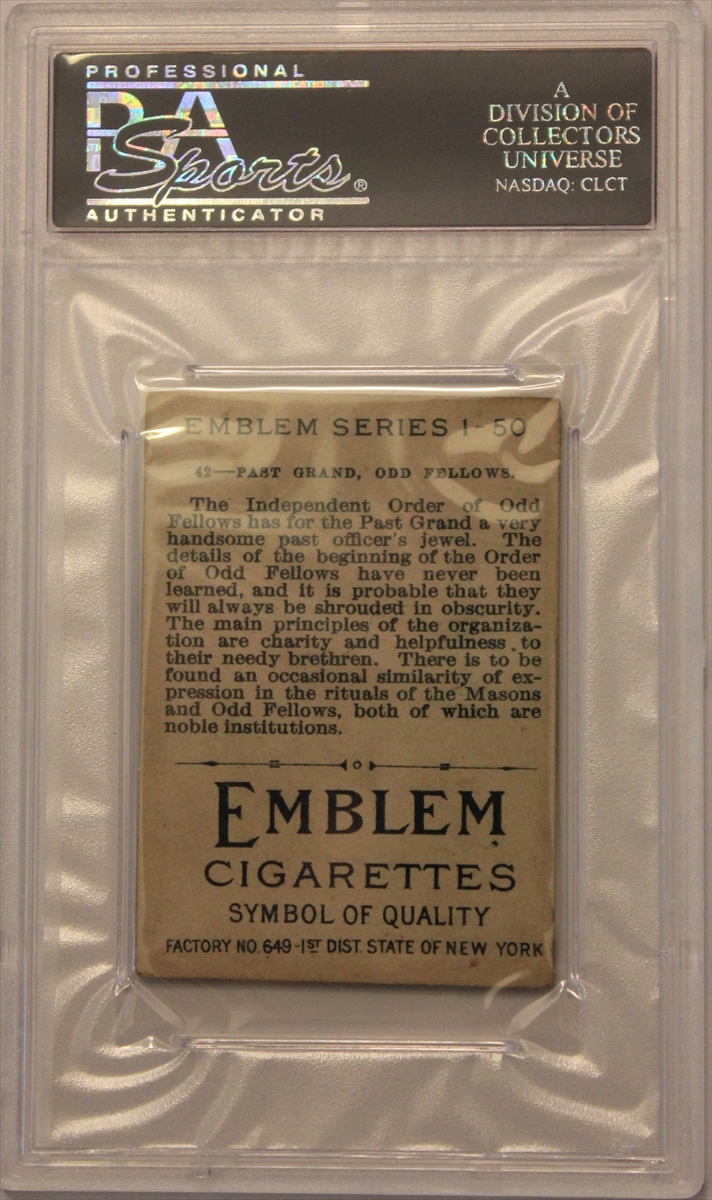 PROFESSIONAL
PSA
Sports®
AUTHENTICATOR
A
DIVISION OF
COLLECTORS
UNIVERSE
NASDAQ: CLCT
EMBLEM SERIES 1-50
42—PAST GRAND, ODD FELLOWS.
The Independent Order of Odd
Fellows has for the Past Grand a very
handsome past officer's jewel. The
details of the beginning of the Order
of Odd Fellows have never been
learned, and it is probable that they
will always be shrouded in obscurity.
The main principles of the organiza-
tion are charity and helpfulness to
their needy brethren. There is to be
found an occasional similarity of ex-
pression in the rituals of the Masons
and Odd Fellows, both of which are
noble institutions.
EMBLEM
CIGARETTES
SYMBOL OF QUALITY
FACTORY NO. 649-1ST DIST. STATE OF NEW YORK